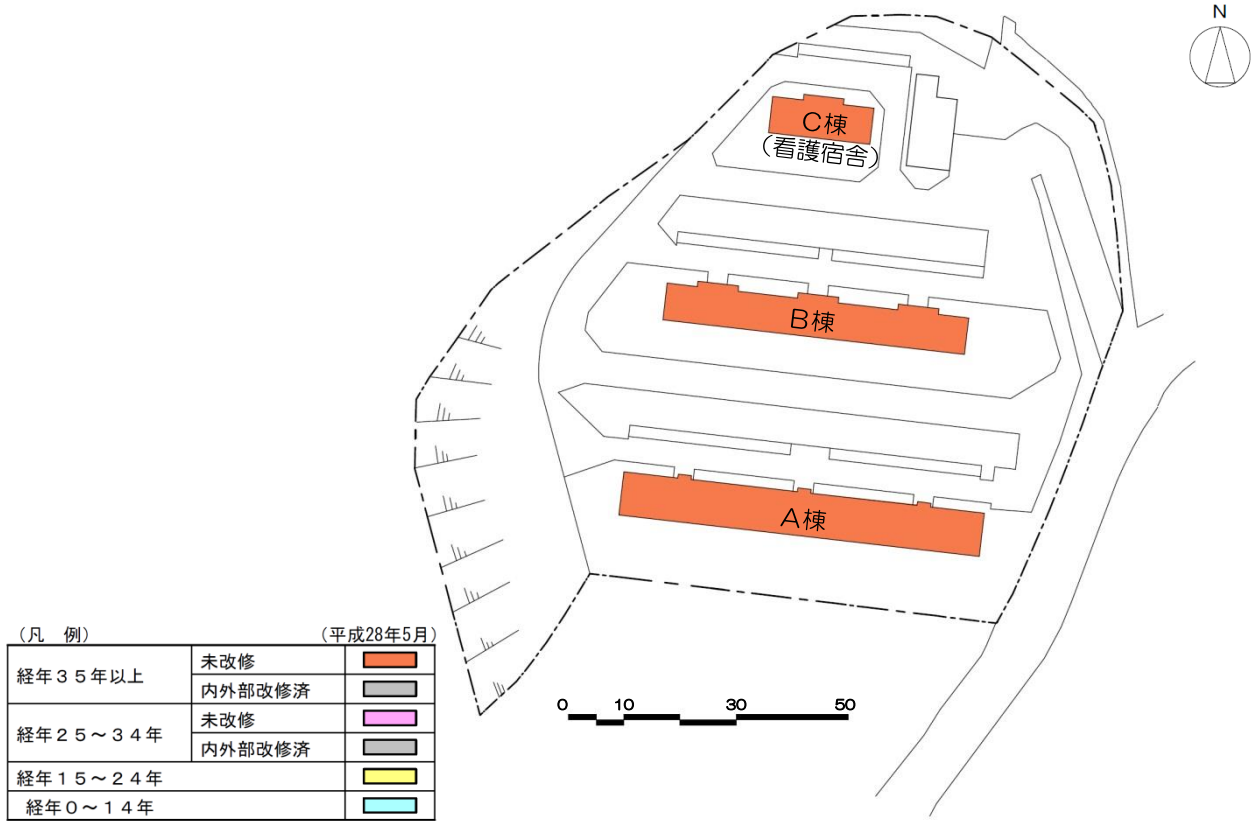 N
C棟
(看護宿舎)
B棟
A棟
(凡 例) (平成28年5月)
経年35年以上 未改修
内外部改修済
経年25~34年 未改修
内外部改修済
経年15~24年
経年0~14年
0 10 30 50